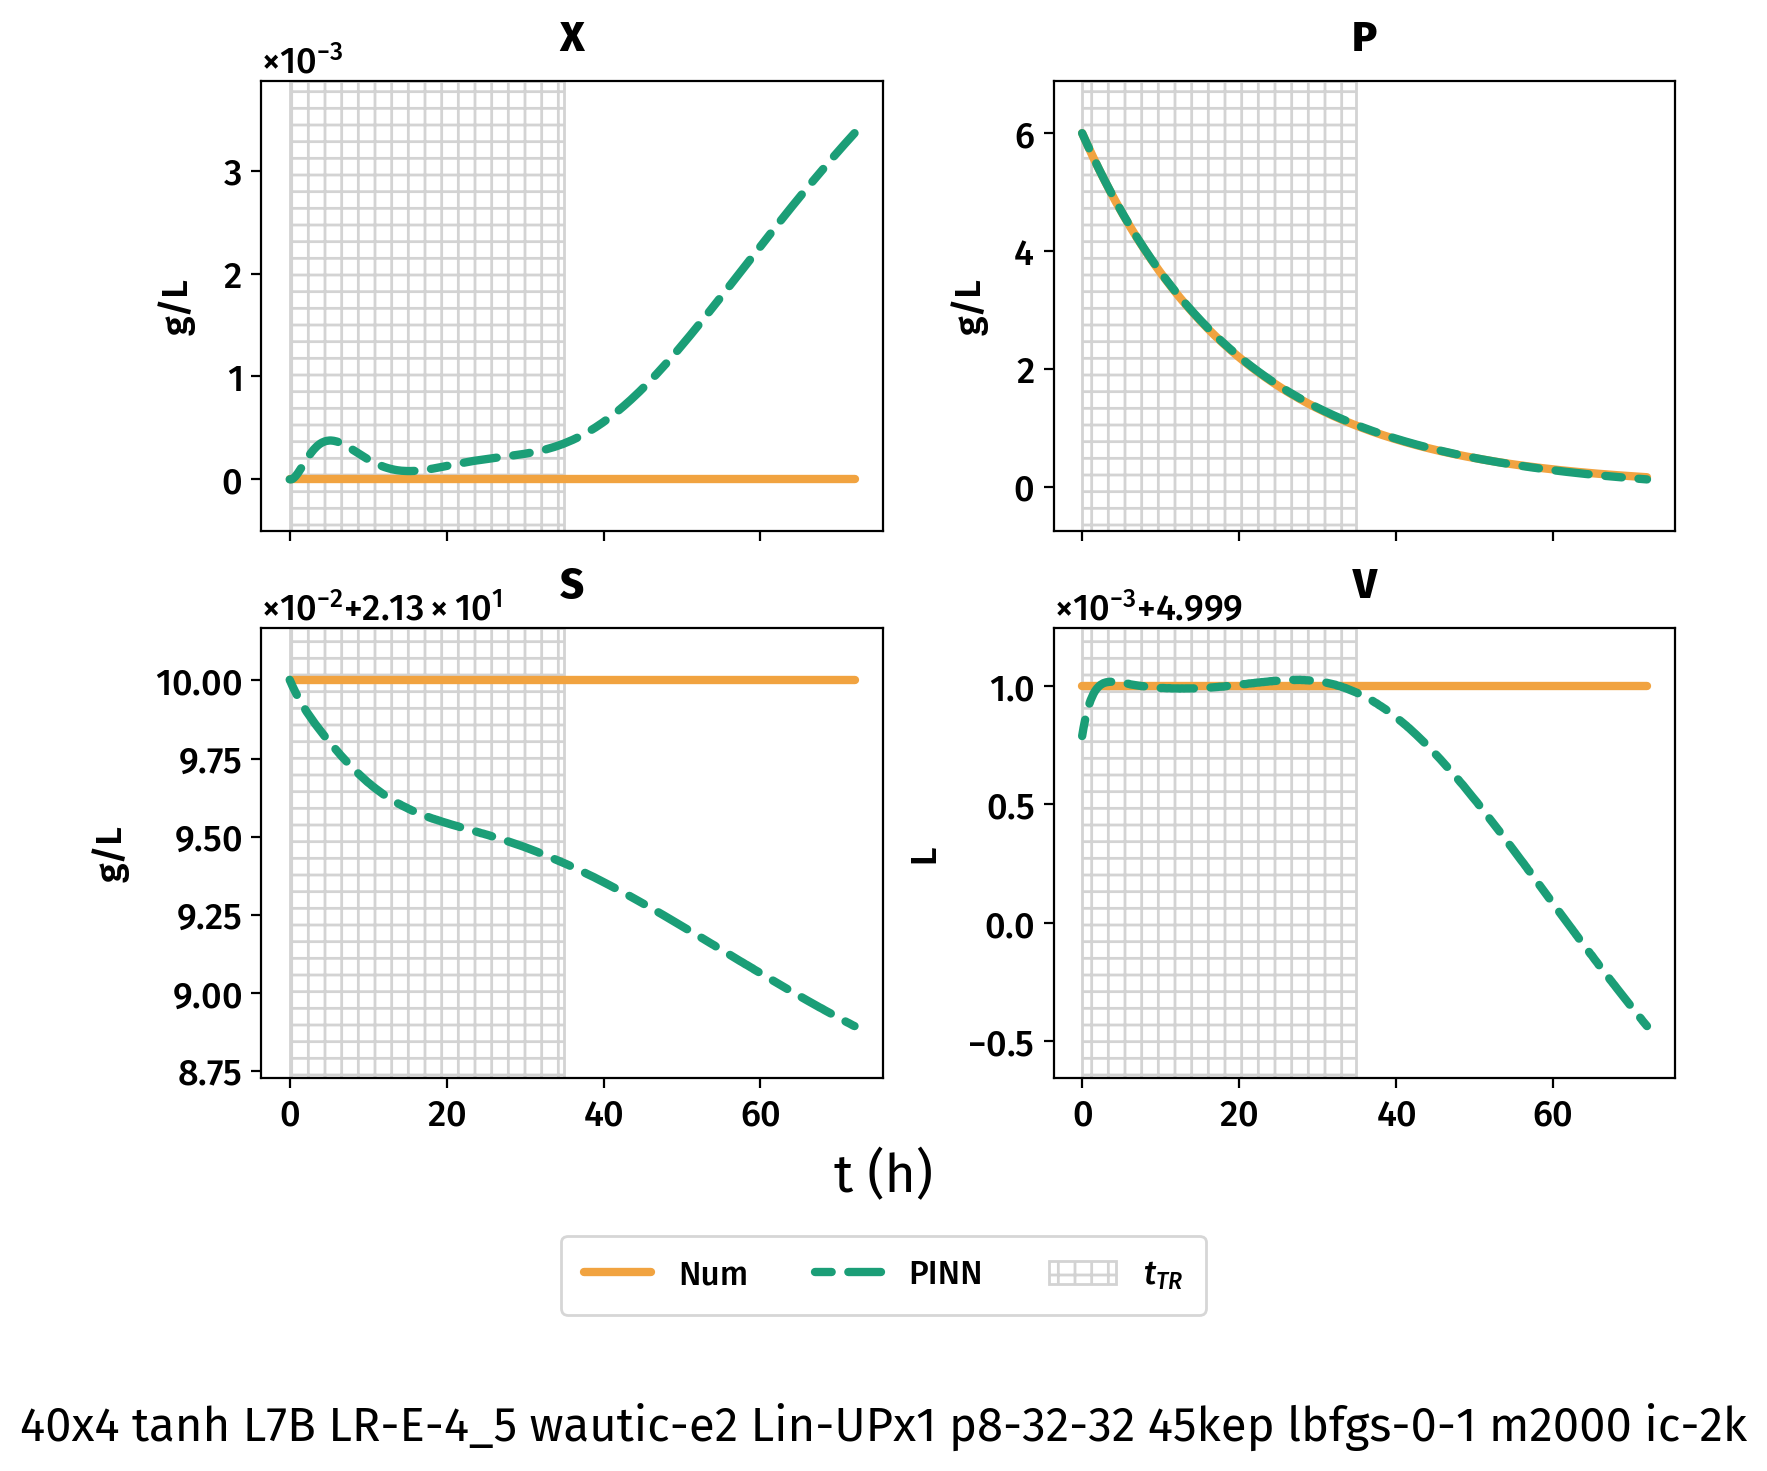 X
×10⁻³
g/L
3
2
1
0
P
g/L
6
4
2
0
S
×10⁻²+2.13 × 10¹
g/L
10.00
9.75
9.50
9.25
9.00
8.75
0 20 40 60
V
×10⁻³+4.999
L
1.0
0.5
0.0
−0.5
0 20 40 60
t (h)
Num PINN t_TR
40x4 tanh L7B LR-E-4_5 wautic-e2 Lin-UPx1 p8-32-32 45kep lbfgs-0-1 m2000 ic-2k